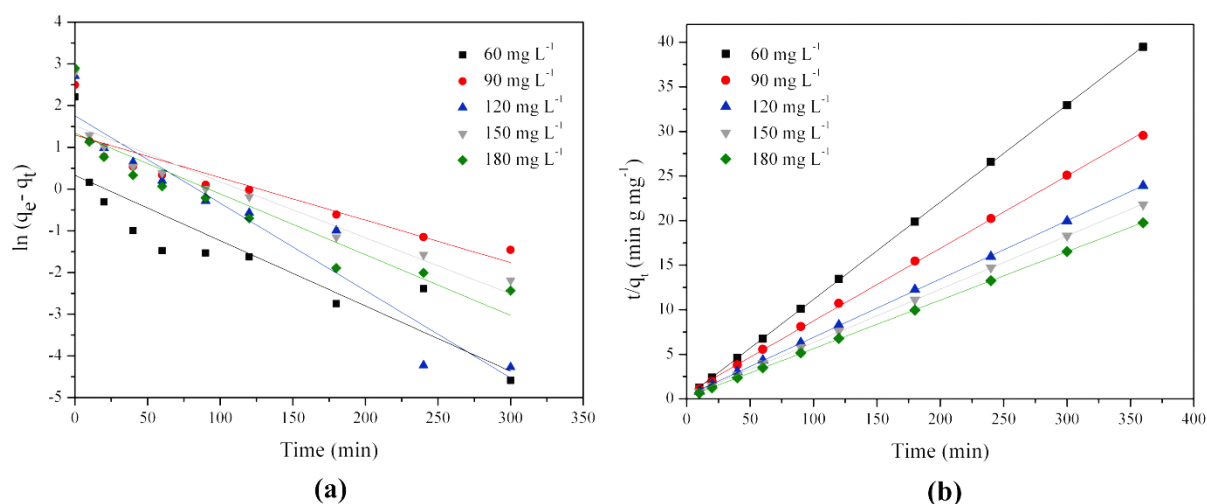 4
3
2
1
0
-1
-2
-3
-4
-5
0
50
100
150
200
250
300
350
ln (qₑ- qₜ)
Time (min)
60 mg L⁻¹
90 mg L⁻¹
120 mg L⁻¹
150 mg L⁻¹
180 mg L⁻¹
(a)
40
35
30
25
20
15
10
5
0
0
50
100
150
200
250
300
350
400
t/qₜ (min g mg⁻¹)
Time (min)
60 mg L⁻¹
90 mg L⁻¹
120 mg L⁻¹
150 mg L⁻¹
180 mg L⁻¹
(b)